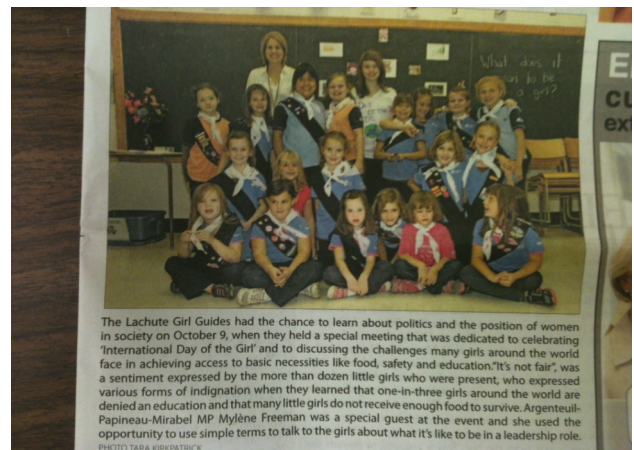 What does it
to be
a girl?
E
cu
ext
The Lachute Girl Guides had the chance to learn about politics and the position of women
in society on October 9, when they held a special meeting that was dedicated to celebrating
'International Day of the Girl' and to discussing the challenges many girls around the world
face in achieving access to basic necessities like food, safety and education."It's not fair", was
a sentiment expressed by the more than dozen little girls who were present, who expressed
various forms of indignation when they learned that one-in-three girls around the world are
denied an education and that many little girls do not receive enough food to survive. Argenteuil-
Papineau-Mirabel MP Mylène Freeman was a special guest at the event and she used the
opportunity to use simple terms to talk to the girls about what it's like to be in a leadership role.
PHOTO TARA KIRKPATRICK